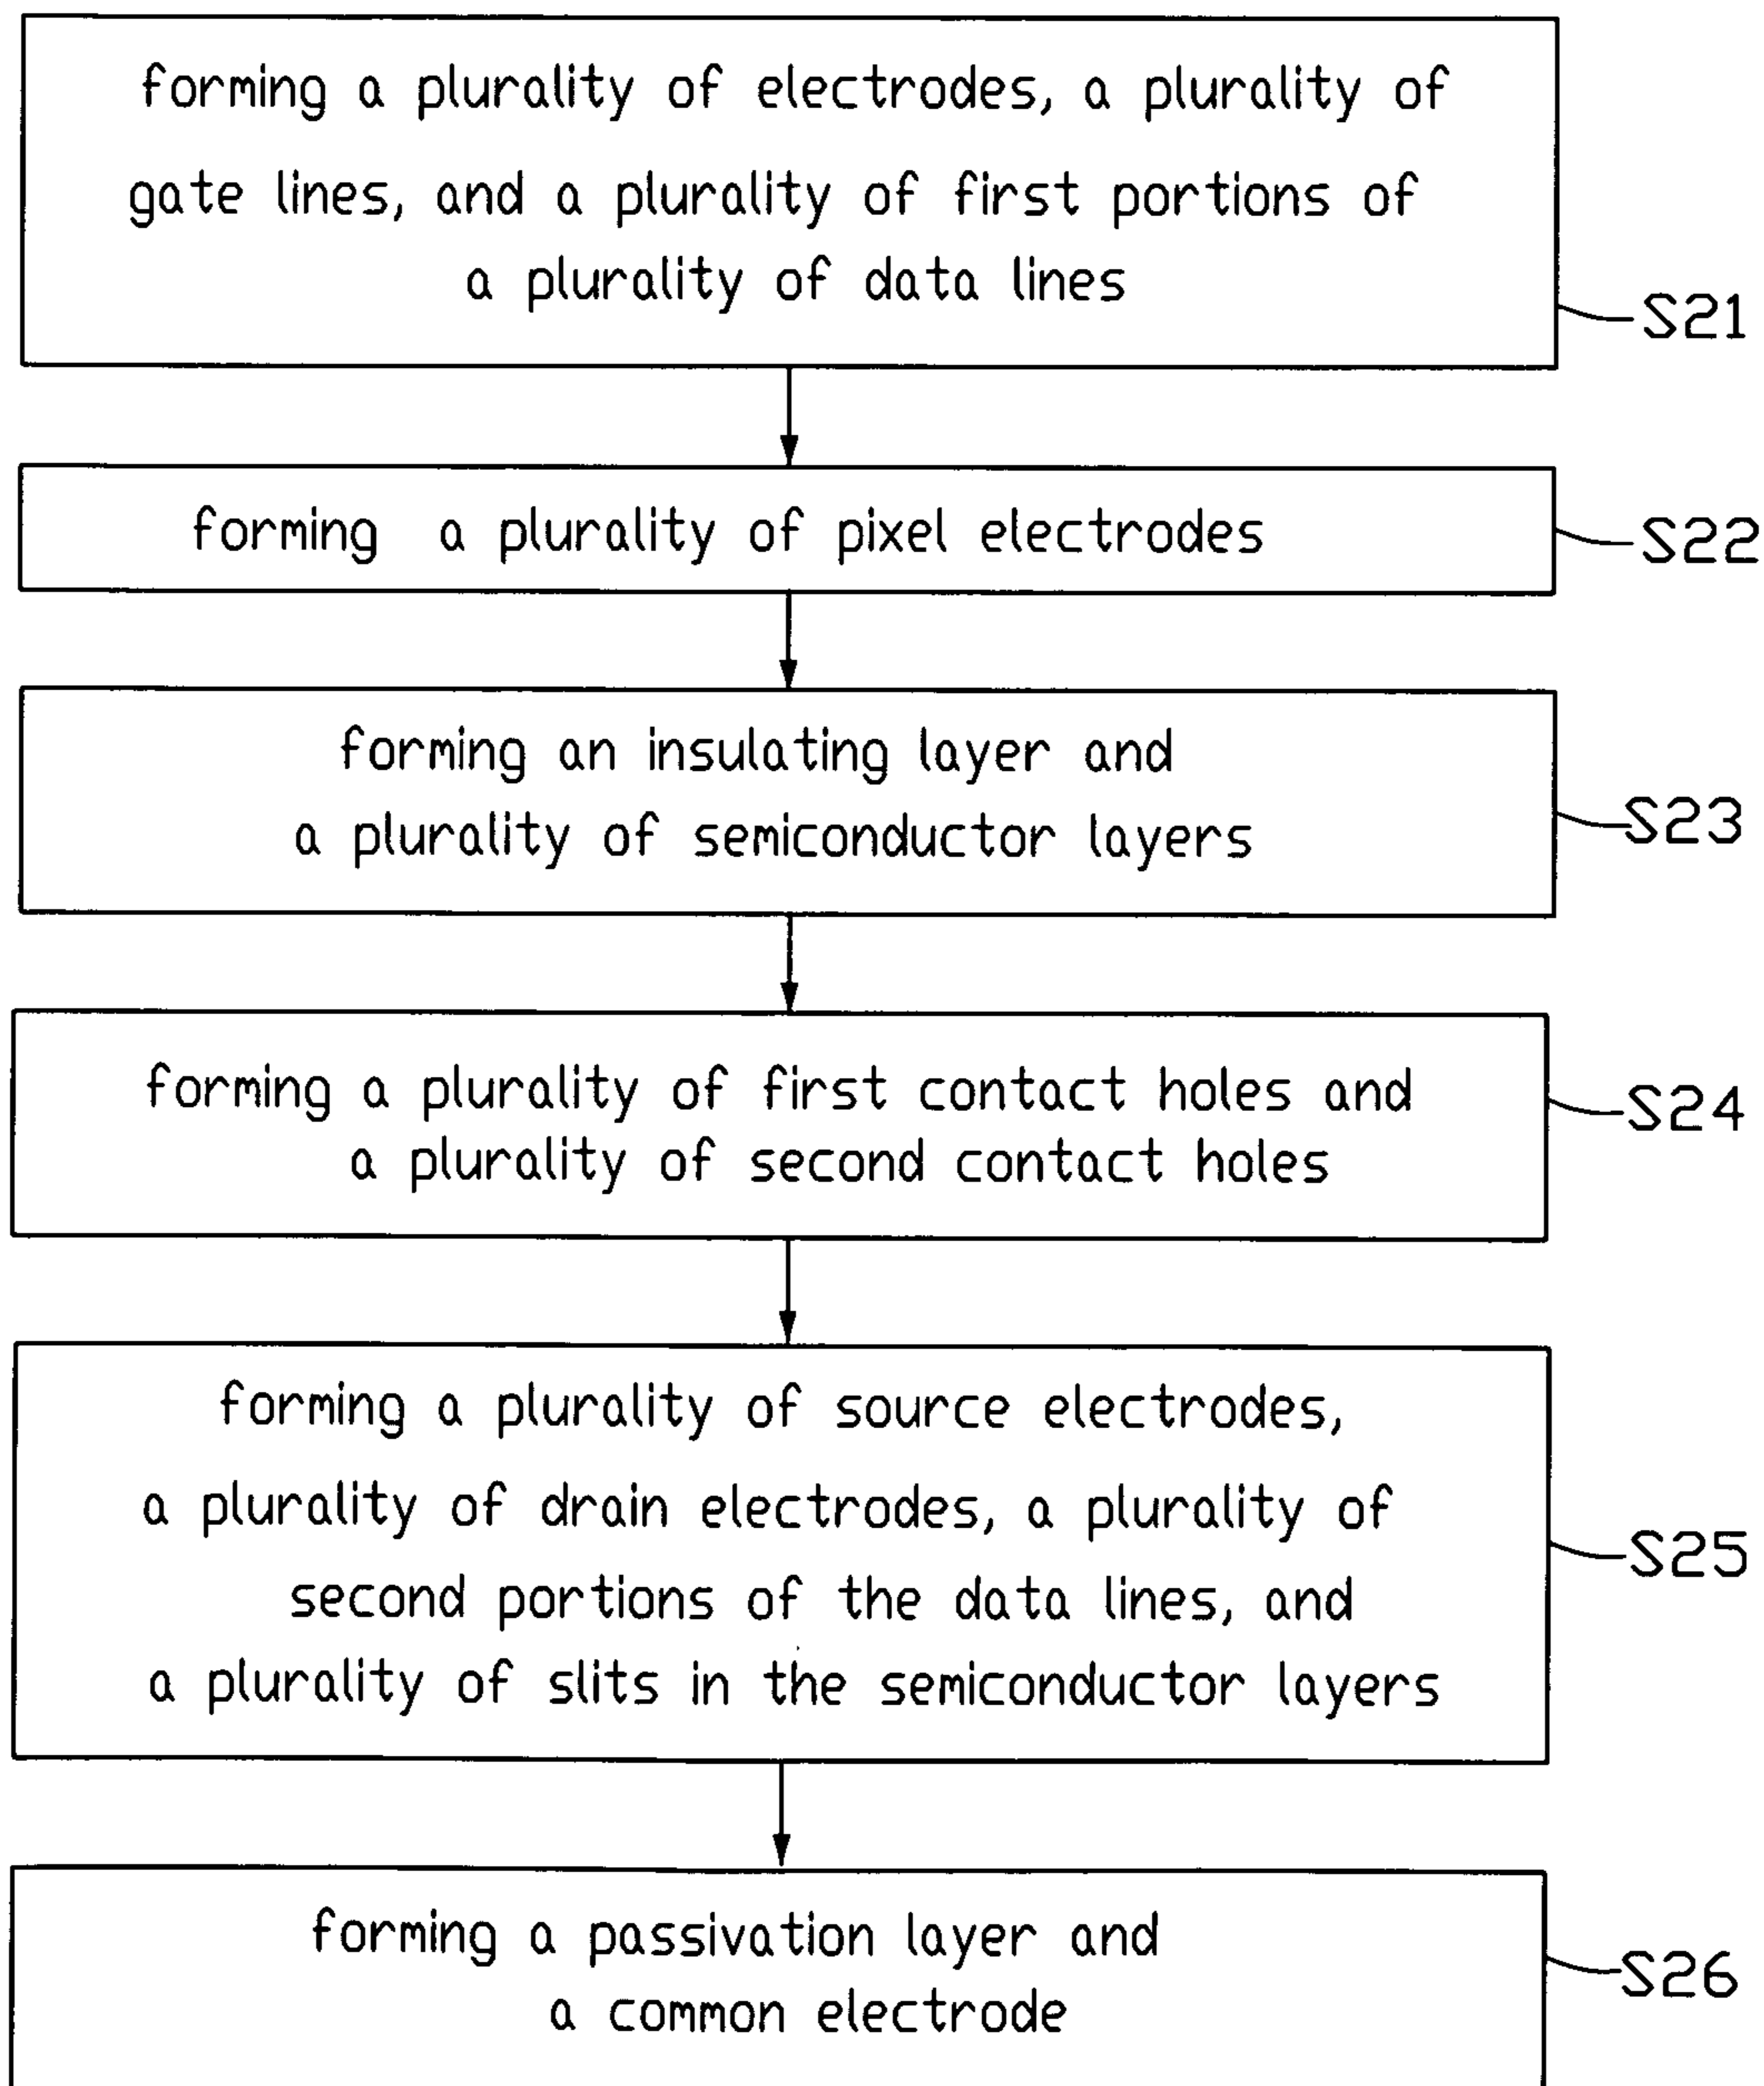 forming a plurality of electrodes, a plurality of
gate lines, and a plurality of first portions of
a plurality of data lines
S21
forming a plurality of pixel electrodes
S22
forming an insulating layer and
a plurality of semiconductor layers
S23
forming a plurality of first contact holes and
a plurality of second contact holes
S24
forming a plurality of source electrodes,
a plurality of drain electrodes, a plurality of
second portions of the data lines, and
a plurality of slits in the semiconductor layers
S25
forming a passivation layer and
a common electrode
S26